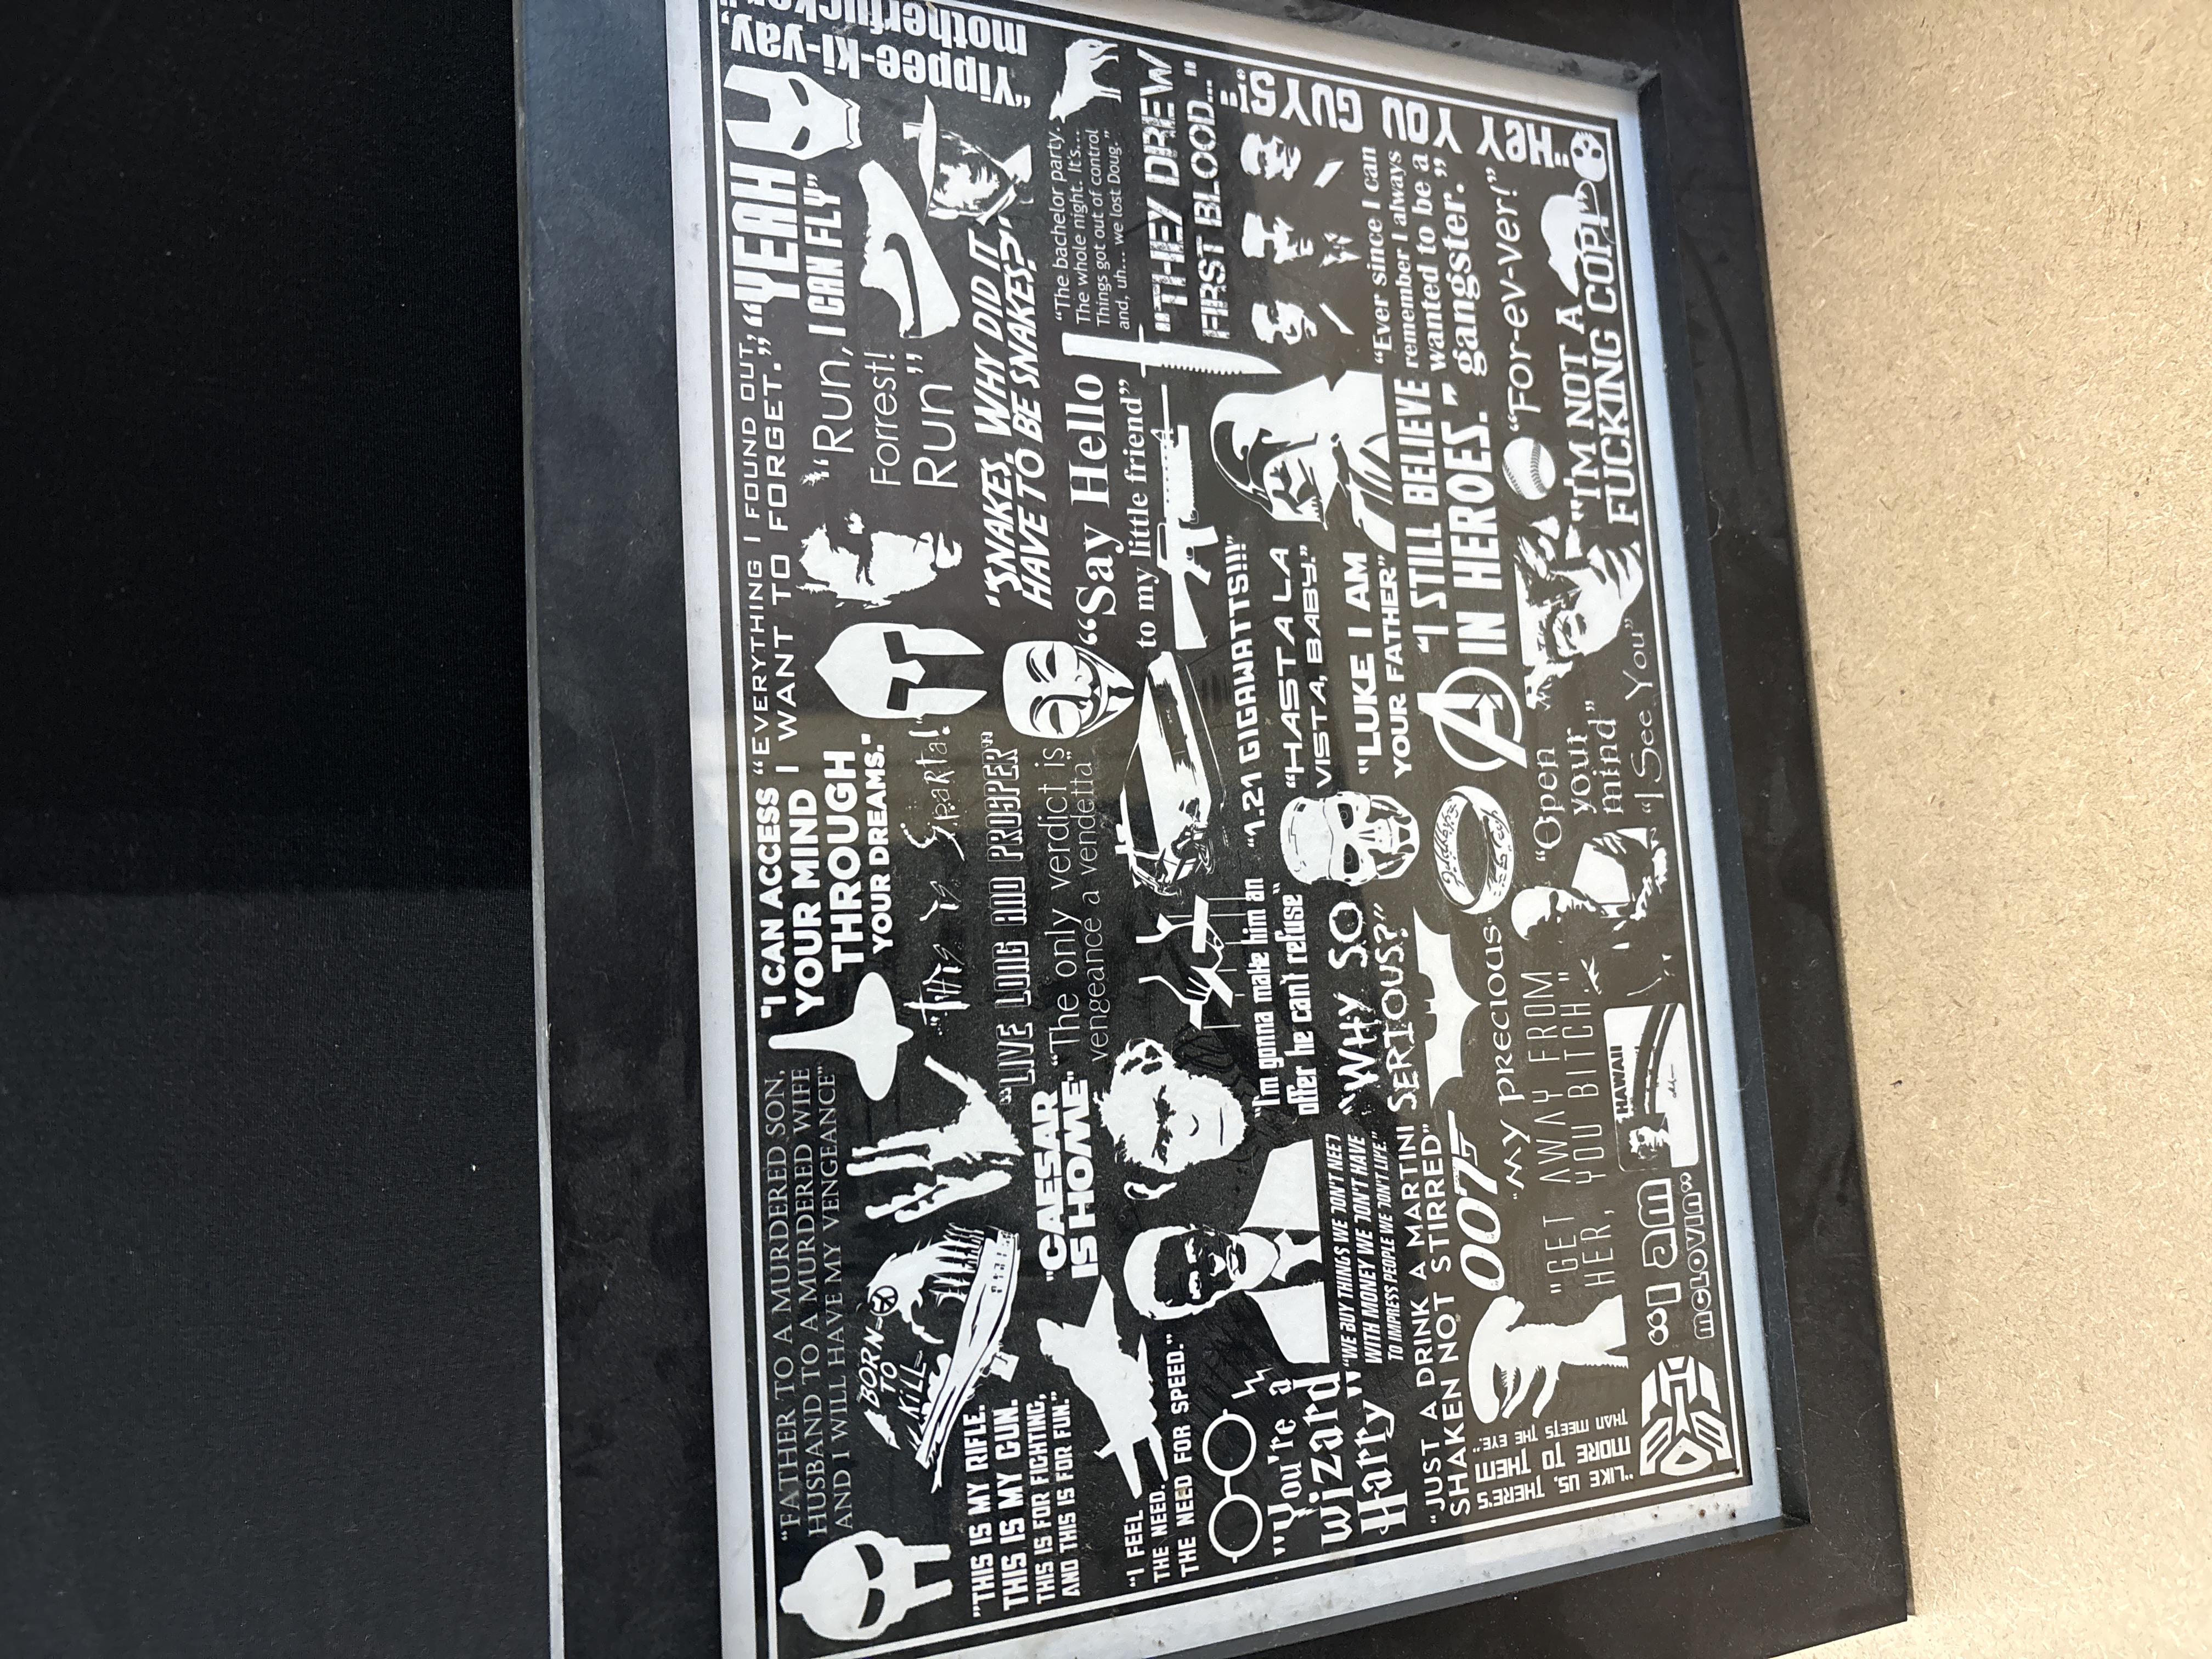 "FATHER TO A MURDERED SON,
HUSBAND TO A MURDERED WIFE
AND I WILL HAVE MY VENGEANCE"
"I CAN ACCESS
YOUR MIND
THROUGH
YOUR DREAMS."
"EVERYTHING I FOUND OUT,
I WANT TO FORGET."
"YEAH
I CAN FLY"
"Yippee-ki-yay,
motherfucker."
BORN
TO
KILL
"THIS IS MY RIFLE.
THIS IS MY GUN.
THIS IS FOR FIGHTING,
AND THIS IS FOR FUN."
"This is Sparta!"
"Run,
Forrest!
Run"
"LIVE LONG AND PROSPER"
"SNAKES, WHY DID IT
HAVE TO BE SNAKES?"
"CAESAR
IS HOME"
"The only verdict is
vengeance a vendetta"
"Say Hello
to my little friend"
"The bachelor party.
The whole night. It's...
Things got out of control
and, uh... we lost Doug."
"THEY DREW
FIRST BLOOD..."
"HEY YOU GUYS!"
"I FEEL
THE NEED.
THE NEED FOR SPEED."
"I'm gonna make him an
offer he can't refuse"
"1.21 GIGAWATTS!!"
"HASTA LA
VISTA, BABY."
"You're a
wizard
Harry"
"WE BUY THINGS WE DON'T NEED
WITH MONEY WE DON'T HAVE
TO IMPRESS PEOPLE WE DON'T LIKE."
"WHY SO
SERIOUS?"
"LUKE I AM
YOUR FATHER"
"Ever since I can
remember I always
wanted to be a
gangster."
"JUST A DRINK A MARTINI
SHAKEN NOT STIRRED"
007
"I STILL BELIEVE
IN HEROES."
"MY PRECIOUS"
"For-ev-ver!"
"LIKE US, THERE'S
MORE TO THEM
THAN MEETS THE EYE."
"GET AWAY FROM
HER, YOU BITCH"
"Open
your
mind"
"I'M NOT A
FUCKING COP!"
"I am
McLovin"
HAWAII
"I See You"